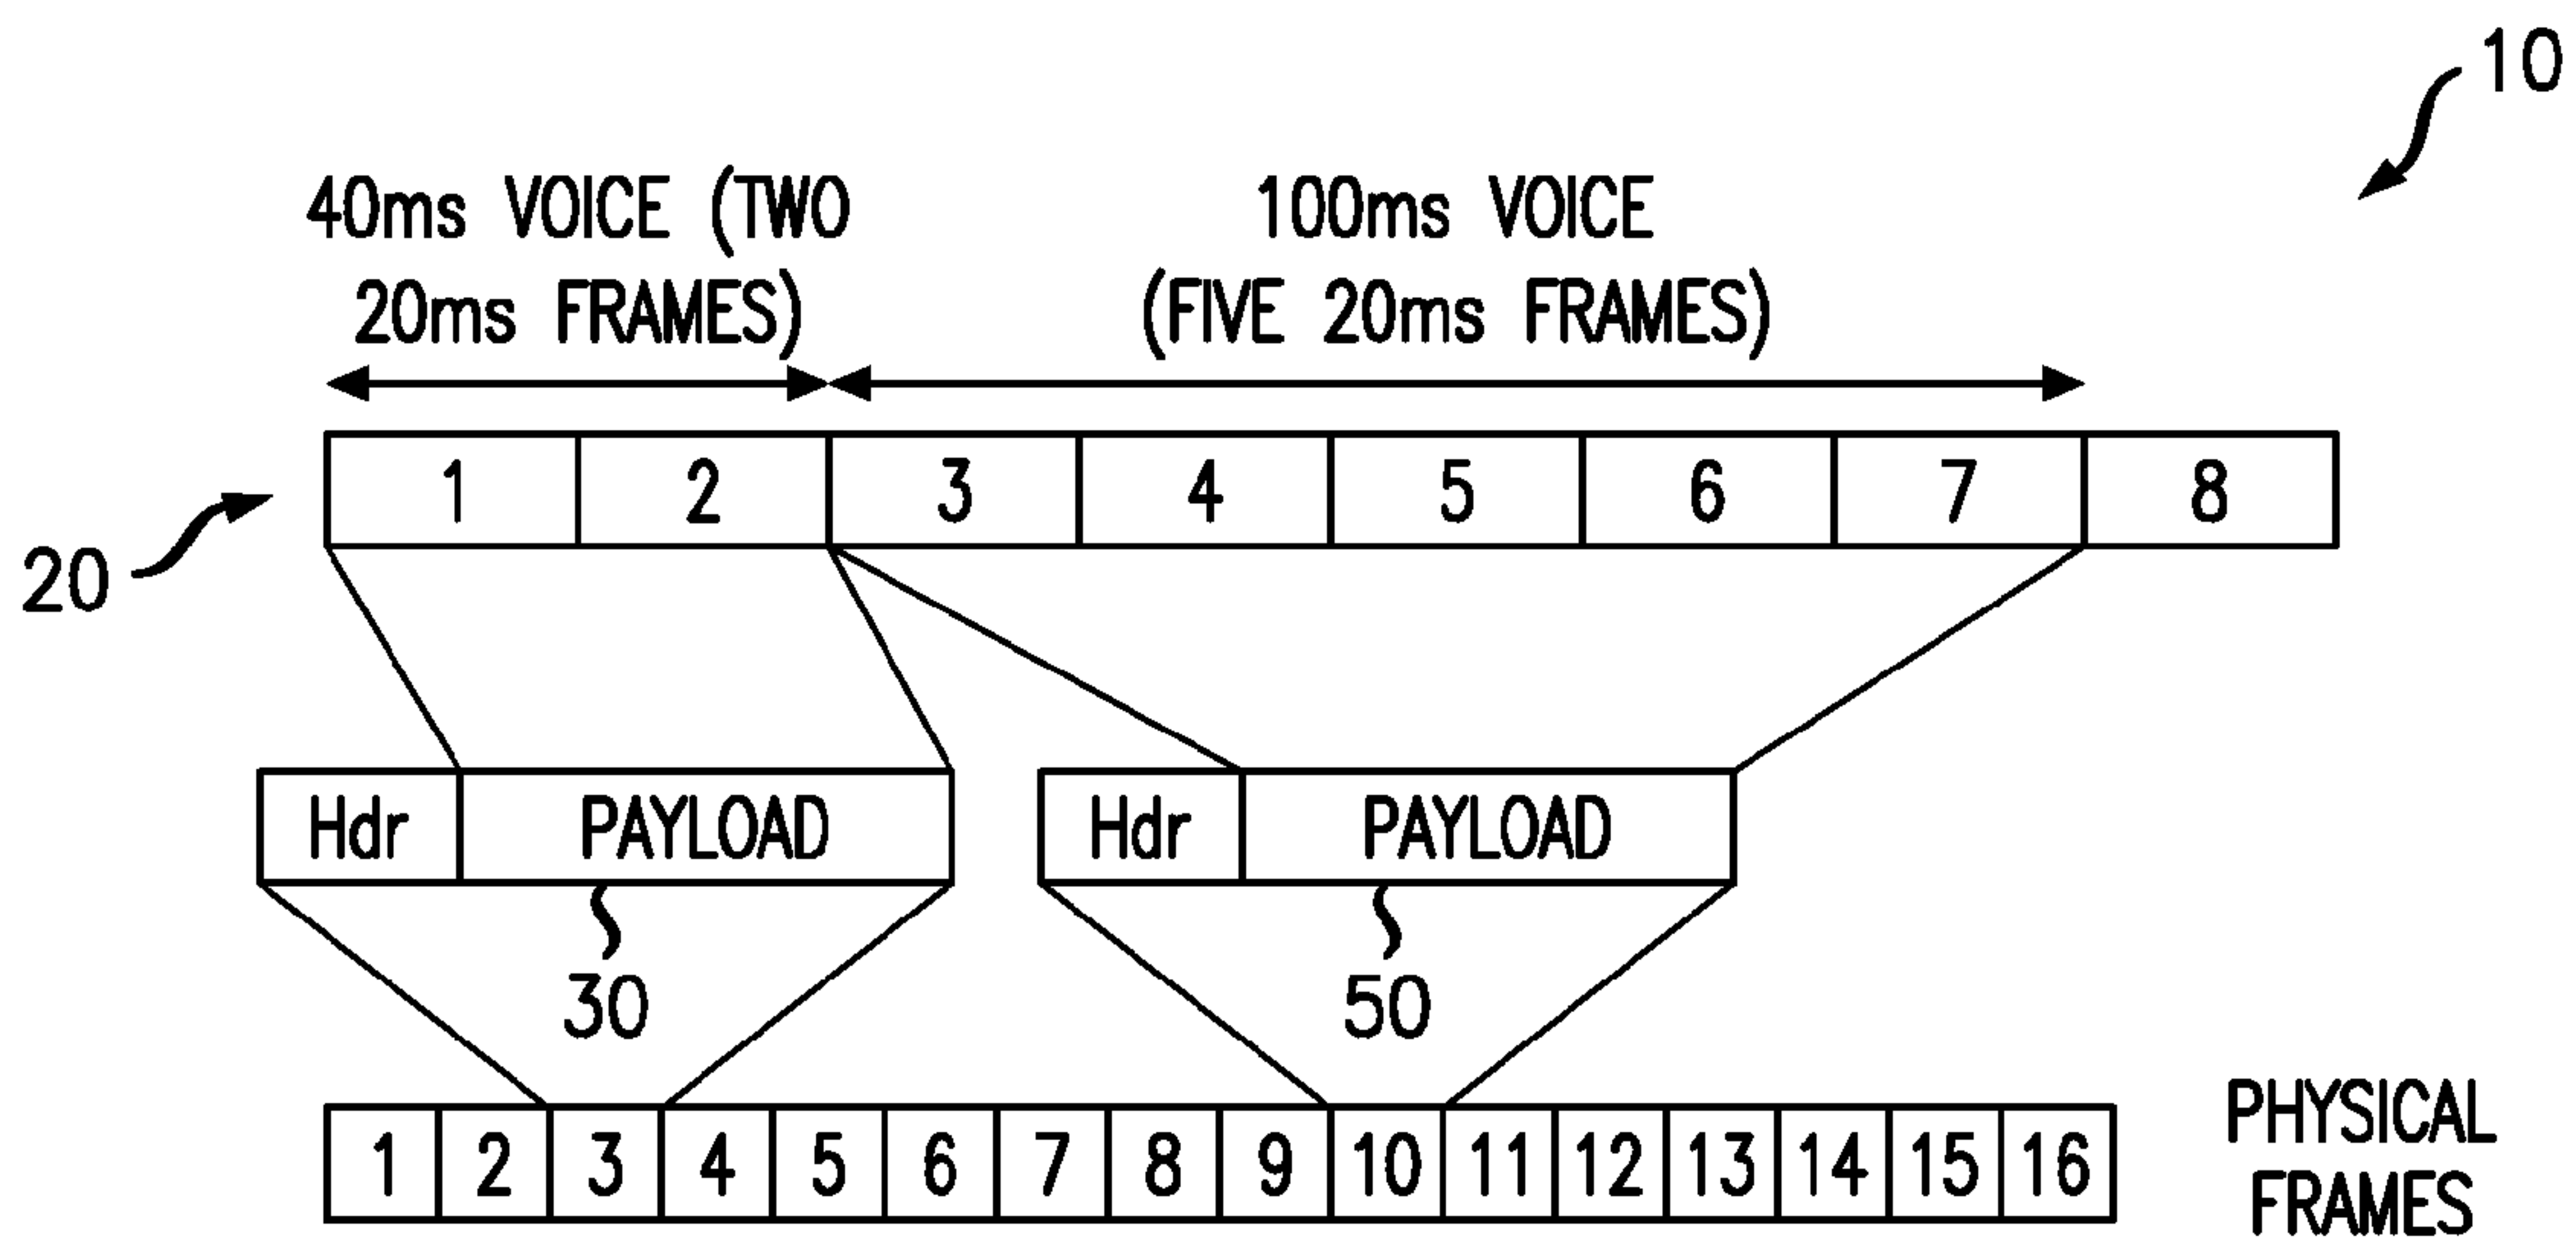 10
40ms VOICE (TWO
20ms FRAMES)
100ms VOICE
(FIVE 20ms FRAMES)
1 2 3 4 5 6 7 8
20
Hdr PAYLOAD
Hdr PAYLOAD
30
50
1 2 3 4 5 6 7 8 9 10 11 12 13 14 15 16
PHYSICAL
FRAMES